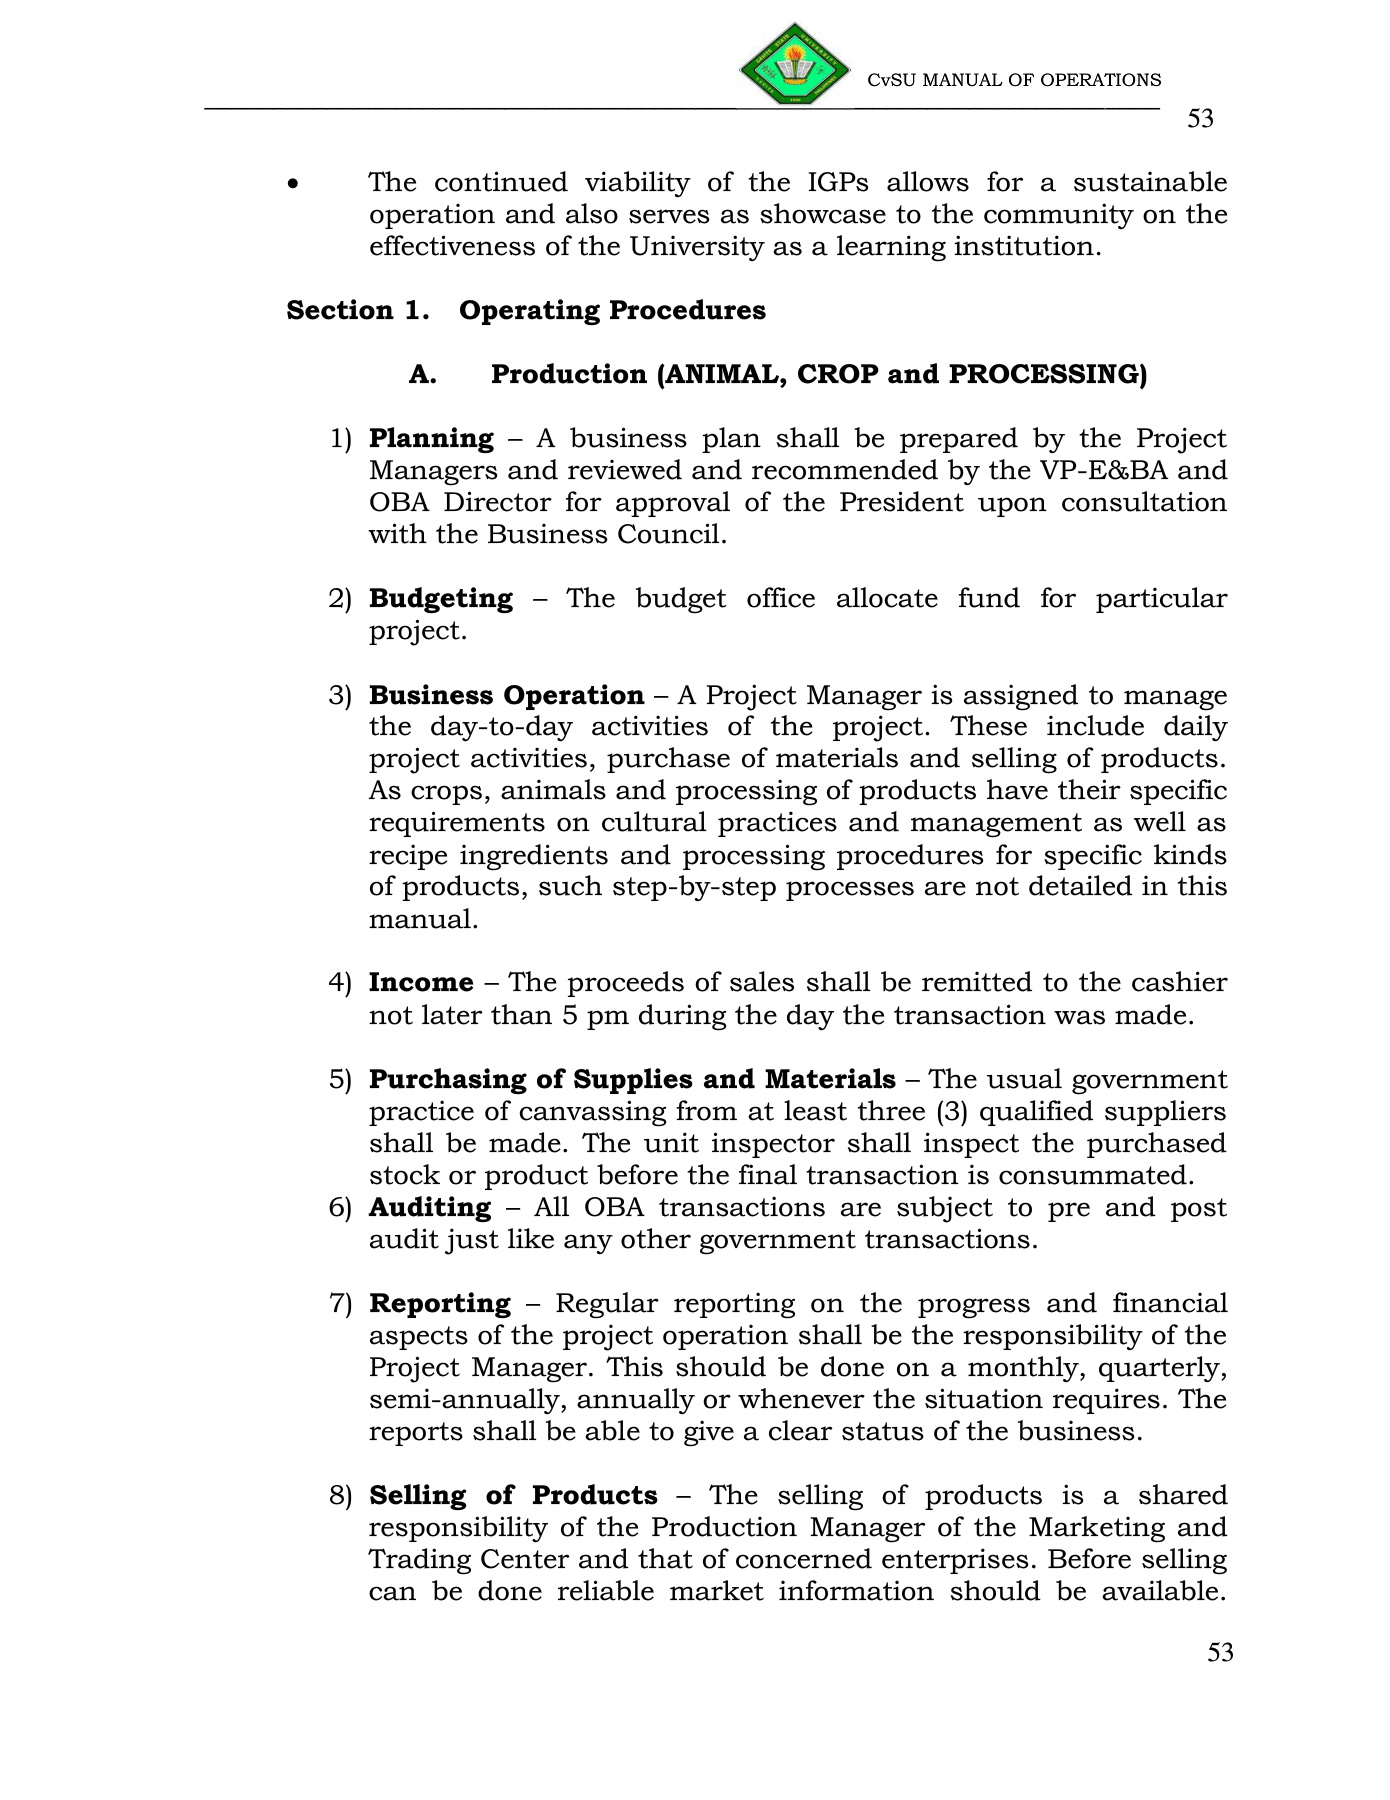 CvSU MANUAL OF OPERATIONS
53
• The continued viability of the IGPs allows for a sustainable
operation and also serves as showcase to the community on the
effectiveness of the University as a learning institution.
Section 1. Operating Procedures
A. Production (ANIMAL, CROP and PROCESSING)
1) Planning – A business plan shall be prepared by the Project
Managers and reviewed and recommended by the VP-E&BA and
OBA Director for approval of the President upon consultation
with the Business Council.
2) Budgeting – The budget office allocate fund for particular
project.
3) Business Operation – A Project Manager is assigned to manage
the day-to-day activities of the project. These include daily
project activities, purchase of materials and selling of products.
As crops, animals and processing of products have their specific
requirements on cultural practices and management as well as
recipe ingredients and processing procedures for specific kinds
of products, such step-by-step processes are not detailed in this
manual.
4) Income – The proceeds of sales shall be remitted to the cashier
not later than 5 pm during the day the transaction was made.
5) Purchasing of Supplies and Materials – The usual government
practice of canvassing from at least three (3) qualified suppliers
shall be made. The unit inspector shall inspect the purchased
stock or product before the final transaction is consummated.
6) Auditing – All OBA transactions are subject to pre and post
audit just like any other government transactions.
7) Reporting – Regular reporting on the progress and financial
aspects of the project operation shall be the responsibility of the
Project Manager. This should be done on a monthly, quarterly,
semi-annually, annually or whenever the situation requires. The
reports shall be able to give a clear status of the business.
8) Selling of Products – The selling of products is a shared
responsibility of the Production Manager of the Marketing and
Trading Center and that of concerned enterprises. Before selling
can be done reliable market information should be available.
53